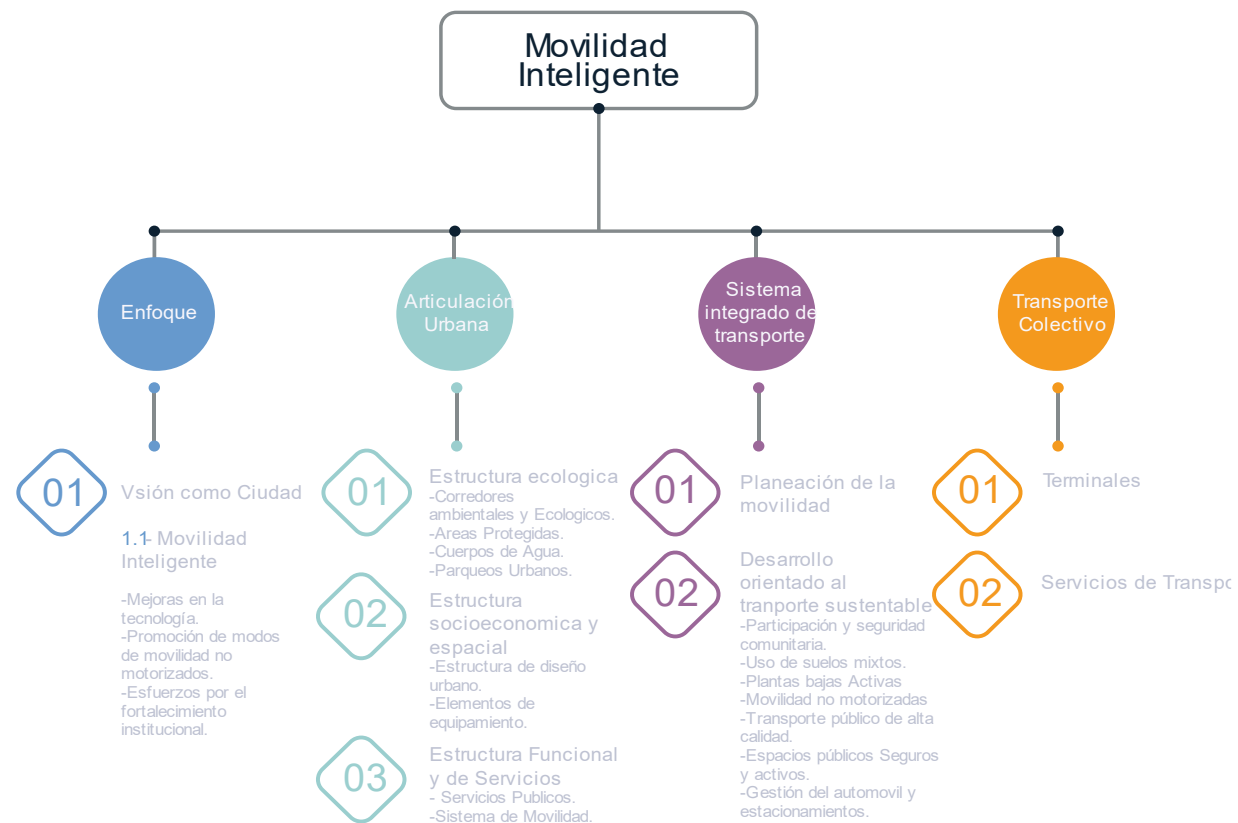 Movilidad
Inteligente
Enfoque
01
Vsión como Ciudad
1.1- Movilidad
Inteligente
-Mejoras en la
tecnología.
-Promoción de modos
de movilidad no
motorizados.
-Esfuerzos por el
fortalecimiento
institucional.
Articulación
Urbana
01
Estructura ecologica
-Corredores
ambientales y Ecologicos.
-Areas Protegidas.
-Cuerpos de Agua.
-Parqueos Urbanos.
02
Estructura
socioeconomica y
espacial
-Estructura de diseño
urbano.
-Elementos de
equipamiento.
03
Estructura Funcional
y de Servicios
- Servicios Publicos.
-Sistema de Movilidad.
Sistema
integrado de
transporte
01
Planeación de la
movilidad
02
Desarrollo
orientado al
tranporte sustentable
-Participación y seguridad
comunitaria.
-Uso de suelos mixtos.
-Plantas bajas Activas
-Movilidad no motorizadas
-Transporte público de alta
calidad.
-Espacios públicos Seguros
y activos.
-Gestión del automovil y
estacionamientos.
Transporte
Colectivo
01
Terminales
02
Servicios de Transpo